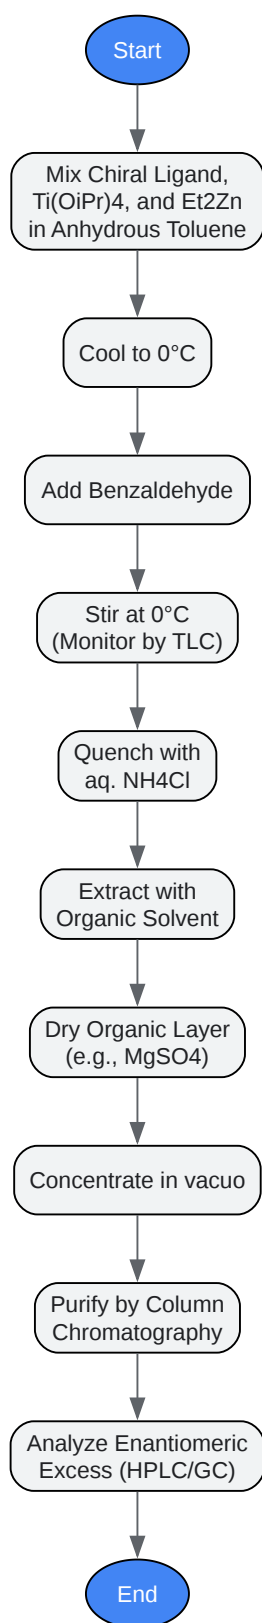 Start
Mix Chiral Ligand,
Ti(OiPr)4, and Et2Zn
in Anhydrous Toluene
Cool to 0°C
Add Benzaldehyde
Stir at 0°C
(Monitor by TLC)
Quench with
aq. NH4Cl
Extract with
Organic Solvent
Dry Organic Layer
(e.g., MgSO4)
Concentrate in vacuo
Purify by Column
Chromatography
Analyze Enantiomeric
Excess (HPLC/GC)
End